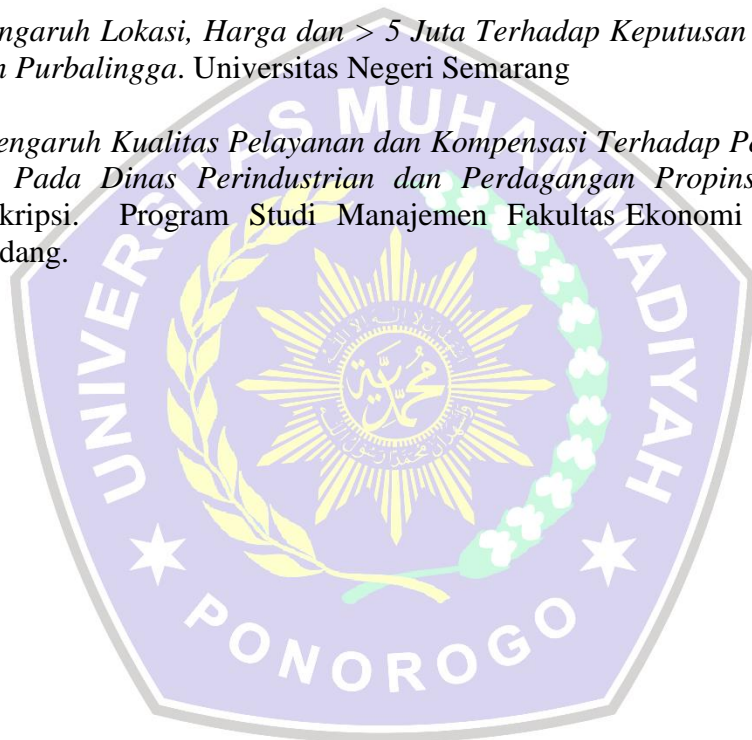 ngaruh Lokasi, Harga dan > 5 Juta Terhadap Keputusan
n Purbalingga. Universitas Negeri Semarang
engaruh Kualitas Pelayanan dan Kompensasi Terhadap Pe
Pada Dinas Perindustrian dan Perdagangan Propins
kripsi. Program Studi Manajemen Fakultas Ekonomi
dang.
UNIVERSITAS MUHAMMADIYAH
محمدية
PONOROGO